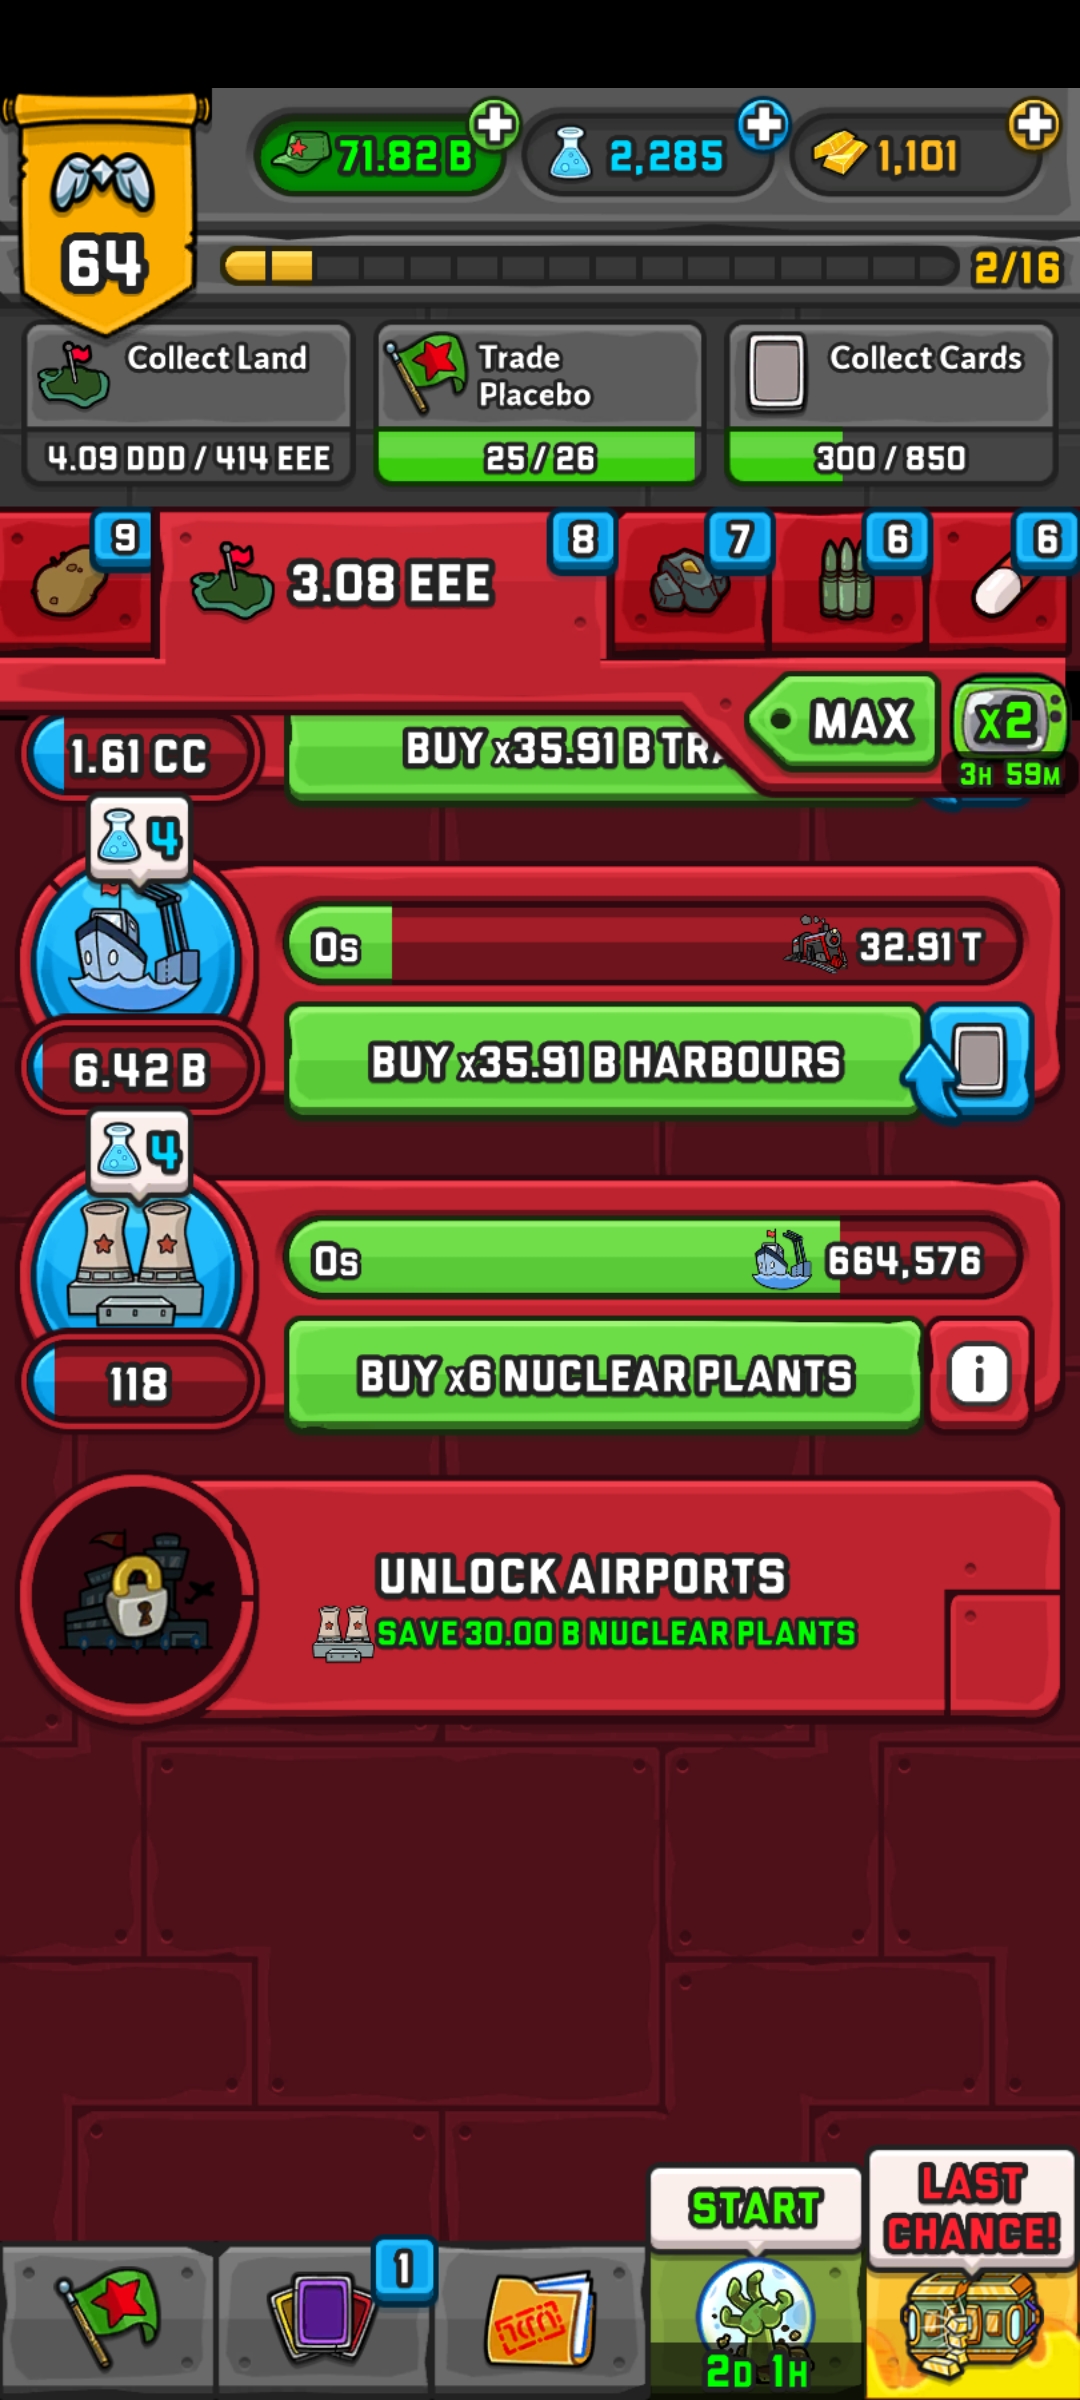 71.82 B
2,285
1,101
64
2/16
Collect Land
Trade
Placebo
Collect Cards
4.09 DDD / 414 EEE
25 / 26
300 / 850
9
3.08 EEE
8
7
6
6
MAX
x2
3H 59M
1.61 CC
BUY x35.91 B TRA
4
0s
32.91 T
6.42 B
BUY x35.91 B HARBOURS
4
0s
664,576
118
BUY x6 NUCLEAR PLANTS
i
UNLOCK AIRPORTS
SAVE 30.00 B NUCLEAR PLANTS
START
LAST
CHANCE!
1
2D 1H